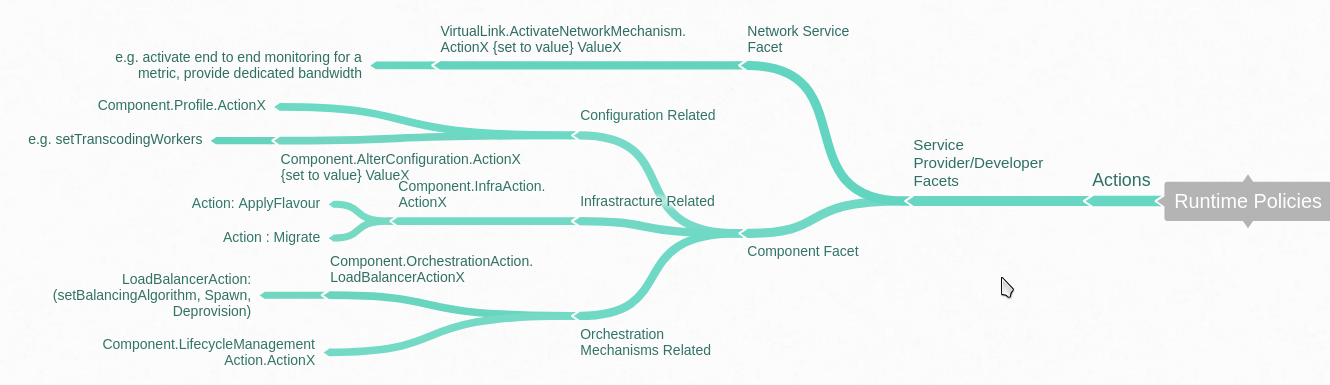 VirtualLink.ActivateNetworkMechanism.
ActionX {set to value} ValueX
Network Service
Facet
e.g. activate end to end monitoring for a
metric, provide dedicated bandwidth
Component.Profile.ActionX
Configuration Related
e.g. setTranscodingWorkers
Component.AlterConfiguration.ActionX
{set to value} ValueX
Service
Provider/Developer
Facets
Actions
Runtime Policies
Component.InfraAction.
ActionX
Action: ApplyFlavour
Infrastracture Related
Action : Migrate
Component Facet
Component.OrchestrationAction.
LoadBalancerActionX
LoadBalancerAction:
(setBalancingAlgorithm, Spawn,
Deprovision)
Orchestration
Mechanisms Related
Component.LifecycleManagement
Action.ActionX